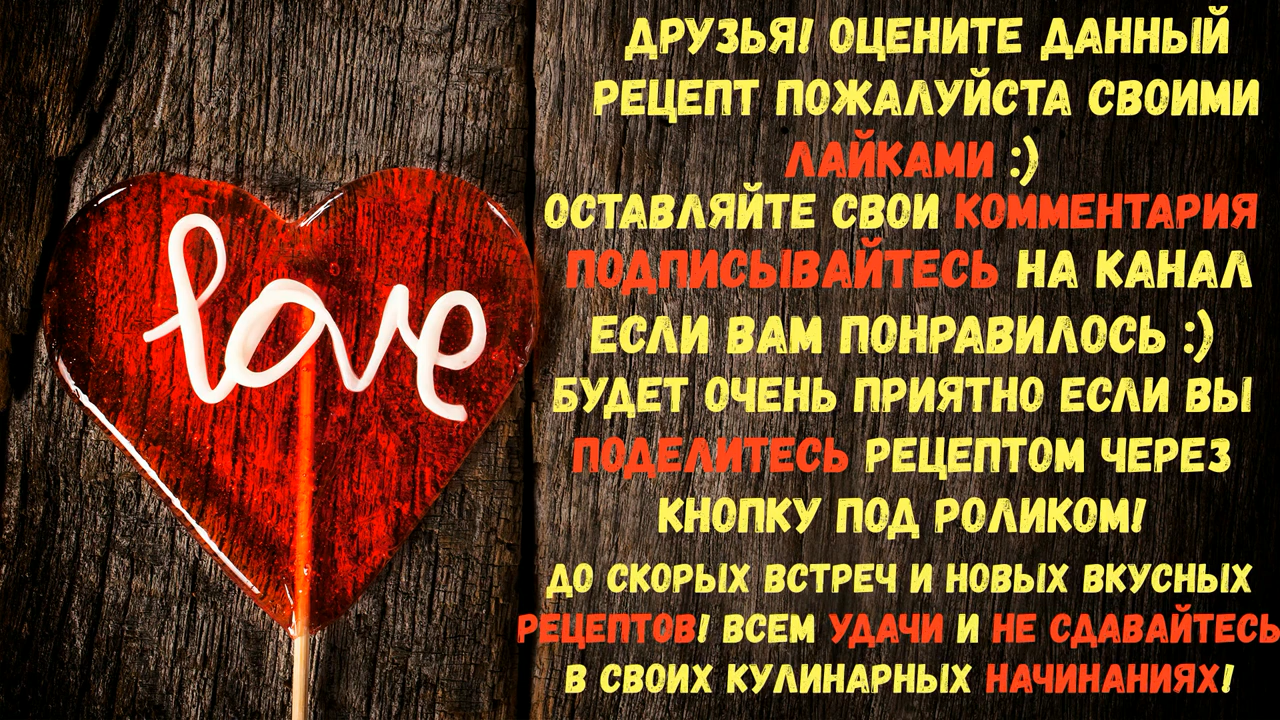 love
ДРУЗЬЯ! ОЦЕНИТЕ ДАННЫЙ
РЕЦЕПТ ПОЖАЛУЙСТА СВОИМИ
ЛАЙКАМИ :)
ОСТАВЛЯЙТЕ СВОИ КОММЕНТАРИЯ
ПОДПИСЫВАЙТЕСЬ НА КАНАЛ
ЕСЛИ ВАМ ПОНРАВИЛОСЬ :)
БУДЕТ ОЧЕНЬ ПРИЯТНО ЕСЛИ ВЫ
ПОДЕЛИТЕСЬ РЕЦЕПТОМ ЧЕРЕЗ
КНОПКУ ПОД РОЛИКОМ!
ДО СКОРЫХ ВСТРЕЧ И НОВЫХ ВКУСНЫХ
РЕЦЕПТОВ! ВСЕМ УДАЧИ И НЕ СДАВАЙТЕСЬ
В СВОИХ КУЛИНАРНЫХ НАЧИНАНИЯХ!